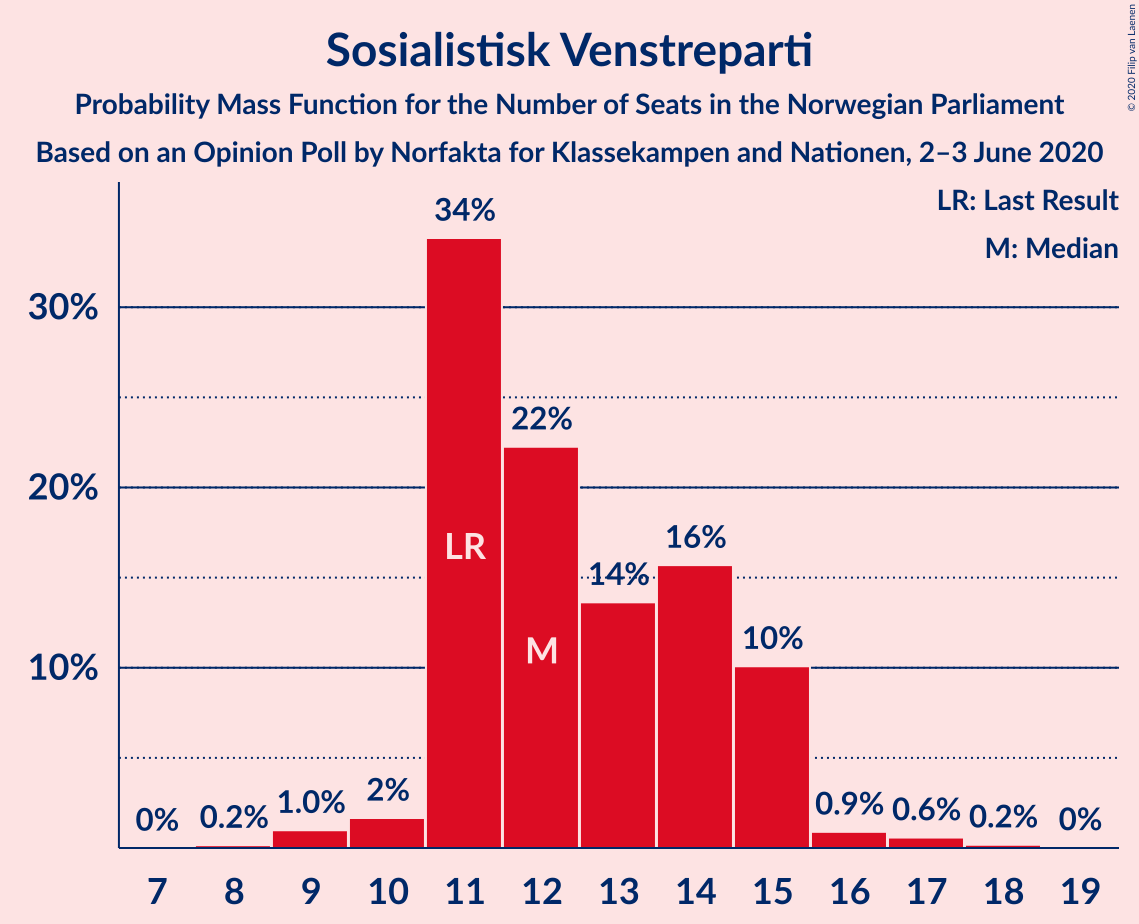 Sosialistisk Venstreparti
Probability Mass Function for the Number of Seats in the Norwegian Parliament
Based on an Opinion Poll by Norfakta for Klassekampen and Nationen, 2–3 June 2020
© 2020 Filip van Laenen
LR: Last Result
M: Median
34%
30%
22%
20%
16%
LR
14%
10%
M
10%
2%
1.0%
0.9%
0.6%
0%
0.2%
0.2%
0%
7 8 9 10 11 12 13 14 15 16 17 18 19